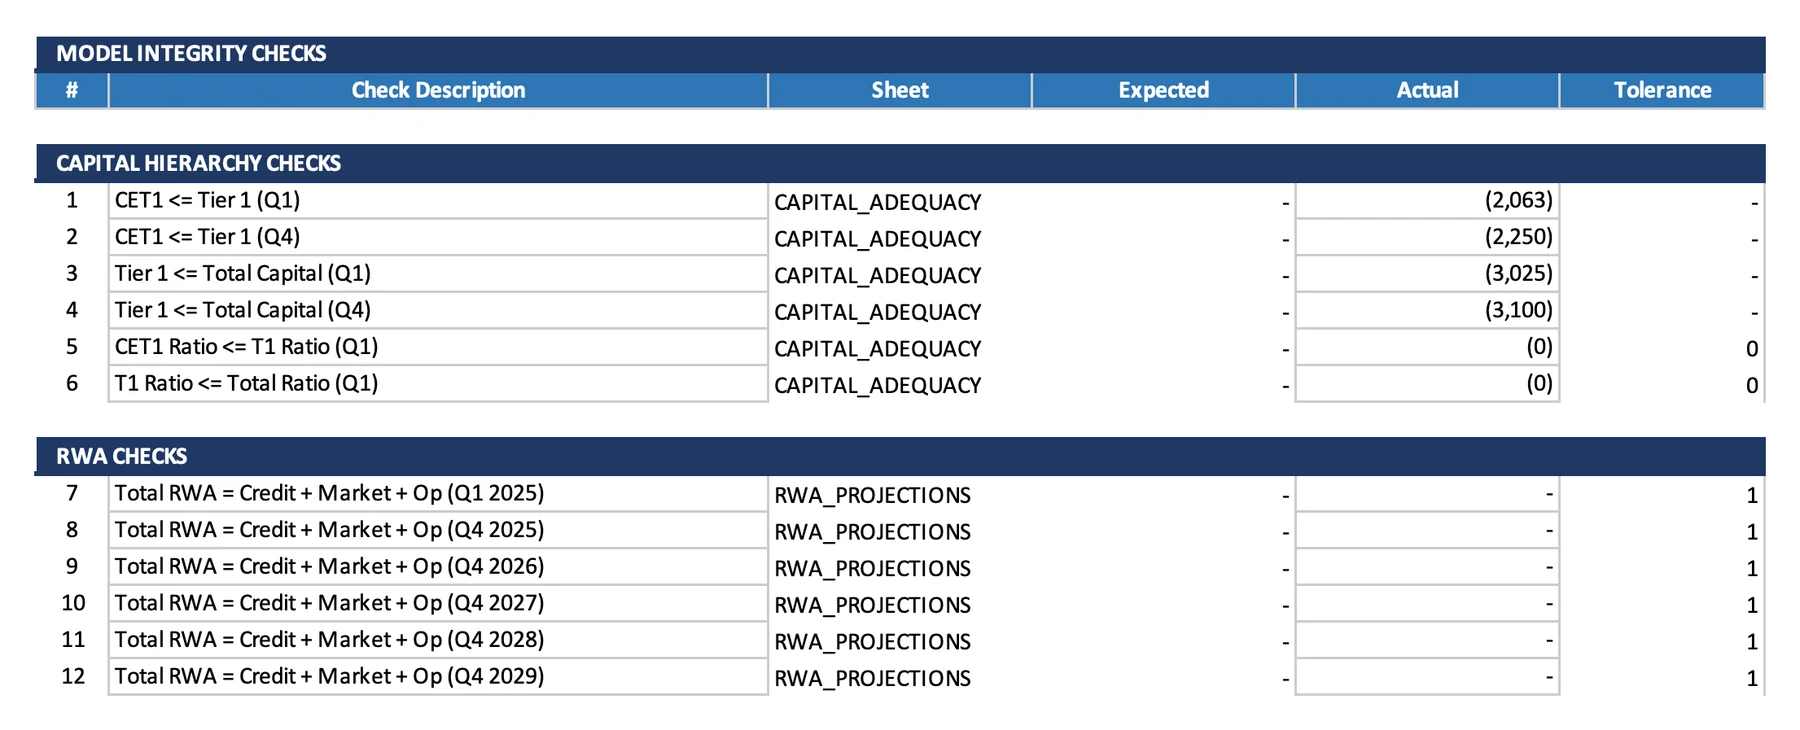 MODEL INTEGRITY CHECKS
# Check Description Sheet Expected Actual Tolerance
CAPITAL HIERARCHY CHECKS
1 CET1 <= Tier 1 (Q1) CAPITAL_ADEQUACY - (2,063) -
2 CET1 <= Tier 1 (Q4) CAPITAL_ADEQUACY - (2,250) -
3 Tier 1 <= Total Capital (Q1) CAPITAL_ADEQUACY - (3,025) -
4 Tier 1 <= Total Capital (Q4) CAPITAL_ADEQUACY - (3,100) -
5 CET1 Ratio <= T1 Ratio (Q1) CAPITAL_ADEQUACY - (0) 0
6 T1 Ratio <= Total Ratio (Q1) CAPITAL_ADEQUACY - (0) 0
RWA CHECKS
7 Total RWA = Credit + Market + Op (Q1 2025) RWA_PROJECTIONS - - 1
8 Total RWA = Credit + Market + Op (Q4 2025) RWA_PROJECTIONS - - 1
9 Total RWA = Credit + Market + Op (Q4 2026) RWA_PROJECTIONS - - 1
10 Total RWA = Credit + Market + Op (Q4 2027) RWA_PROJECTIONS - - 1
11 Total RWA = Credit + Market + Op (Q4 2028) RWA_PROJECTIONS - - 1
12 Total RWA = Credit + Market + Op (Q4 2029) RWA_PROJECTIONS - - 1